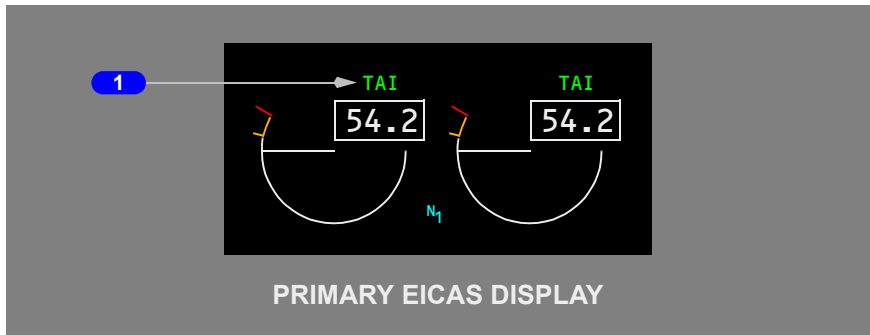 1 TAI TAI
54.2 54.2
N1
PRIMARY EICAS DISPLAY